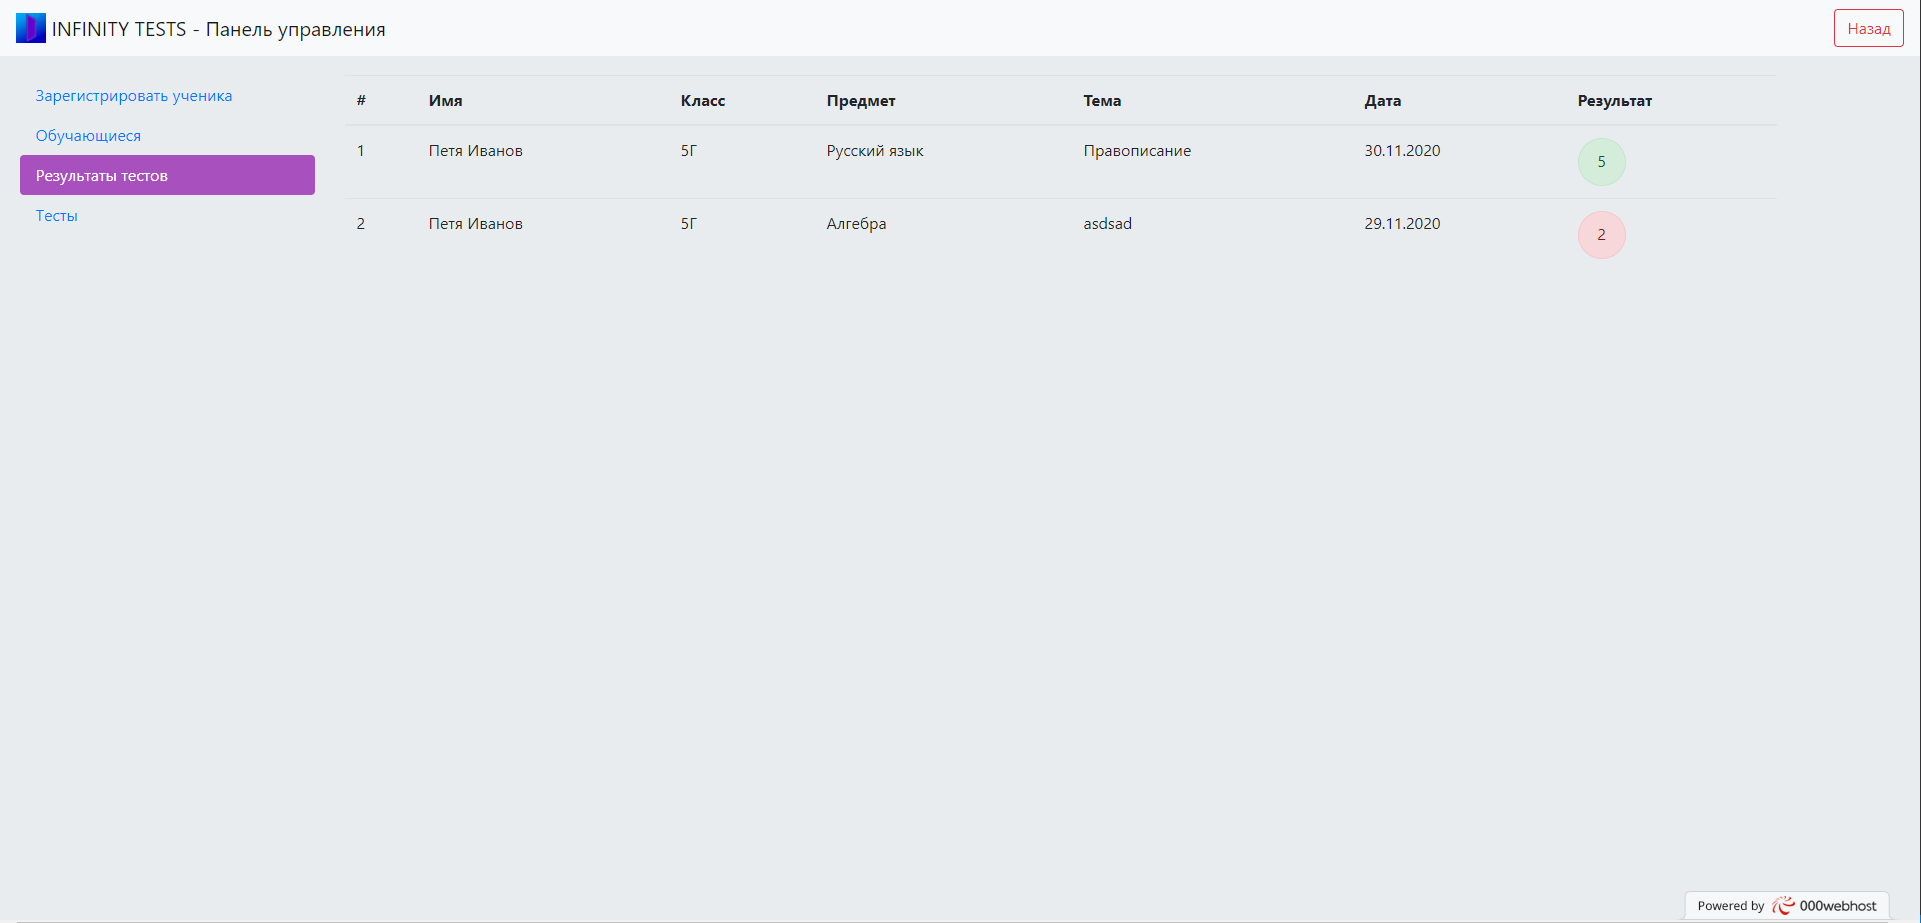 INFINITY TESTS - Панель управления
Назад
Зарегистрировать ученика
Обучающиеся
Результаты тестов
Тесты
# Имя Класс Предмет Тема Дата Результат
1 Петя Иванов 5Г Русский язык Правописание 30.11.2020 5
2 Петя Иванов 5Г Алгебра asdsad 29.11.2020 2
Powered by 000webhost